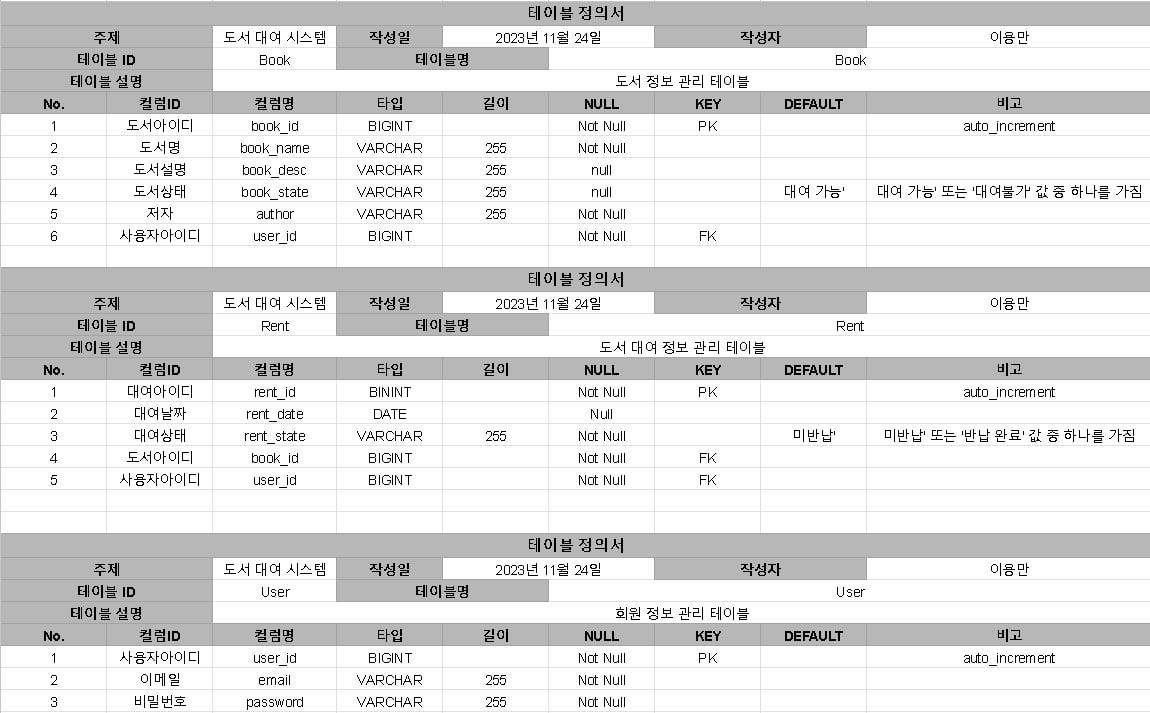 테이블 정의서
주제 도서 대여 시스템 작성일 2023년 11월 24일 작성자 이용만
테이블 ID Book 테이블명 Book
테이블 설명 도서 정보 관리 테이블
No. 컬럼ID 컬럼명 타입 길이 NULL KEY DEFAULT 비고
1 도서아이디 book_id BIGINT Not Null PK auto_increment
2 도서명 book_name VARCHAR 255 Not Null
3 도서설명 book_desc VARCHAR 255 null
4 도서상태 book_state VARCHAR 255 null 대여 가능' 대여 가능' 또는 '대여불가' 값 중 하나를 가짐
5 저자 author VARCHAR 255 Not Null
6 사용자아이디 user_id BIGINT Not Null FK
테이블 정의서
주제 도서 대여 시스템 작성일 2023년 11월 24일 작성자 이용만
테이블 ID Rent 테이블명 Rent
테이블 설명 도서 대여 정보 관리 테이블
No. 컬럼ID 컬럼명 타입 길이 NULL KEY DEFAULT 비고
1 대여아이디 rent_id BININT Not Null PK auto_increment
2 대여날짜 rent_date DATE Null
3 대여상태 rent_state VARCHAR 255 Not Null 미반납' 미반납' 또는 '반납 완료' 값 중 하나를 가짐
4 도서아이디 book_id BIGINT Not Null FK
5 사용자아이디 user_id BIGINT Not Null FK
테이블 정의서
주제 도서 대여 시스템 작성일 2023년 11월 24일 작성자 이용만
테이블 ID User 테이블명 User
테이블 설명 회원 정보 관리 테이블
No. 컬럼ID 컬럼명 타입 길이 NULL KEY DEFAULT 비고
1 사용자아이디 user_id BIGINT Not Null PK auto_increment
2 이메일 email VARCHAR 255 Not Null
3 비밀번호 password VARCHAR 255 Not Null